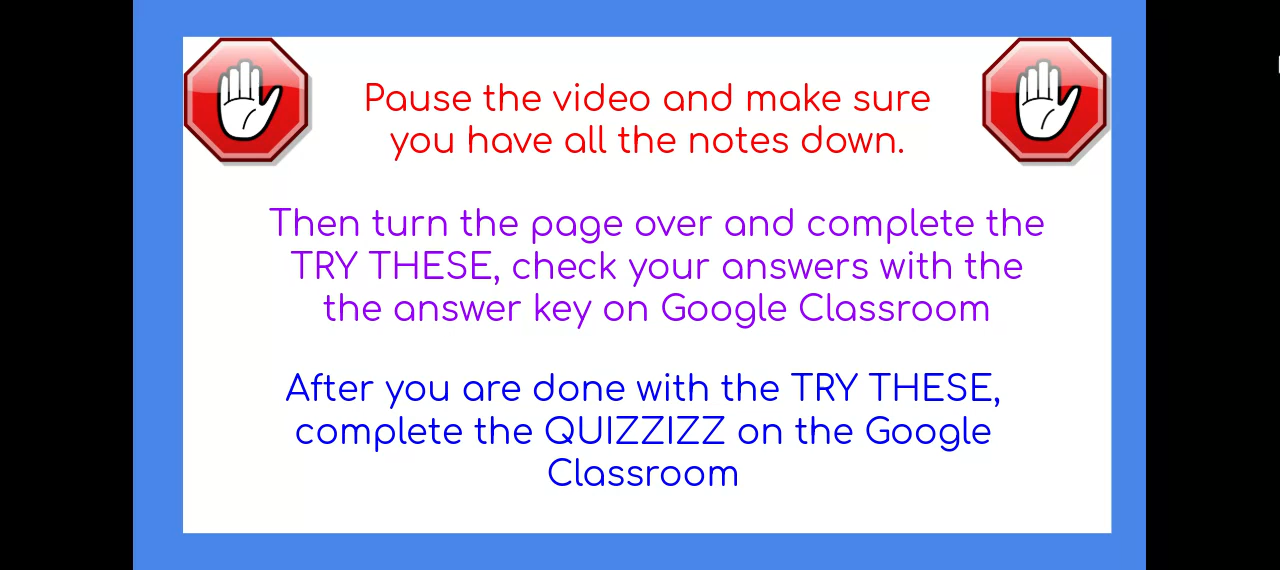 Pause the video and make sure
you have all the notes down.
Then turn the page over and complete the
TRY THESE, check your answers with the
the answer key on Google Classroom
After you are done with the TRY THESE,
complete the QUIZZIZZ on the Google
Classroom